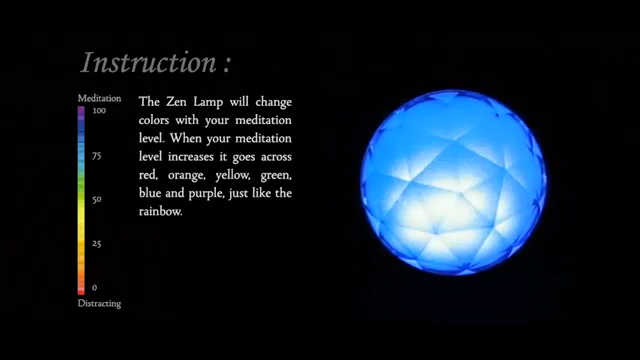 Instruction :
Meditation
100
75
50
25
0
Distracting
The Zen Lamp will change
colors with your meditation
level. When your meditation
level increases it goes across
red, orange, yellow, green,
blue and purple, just like the
rainbow.